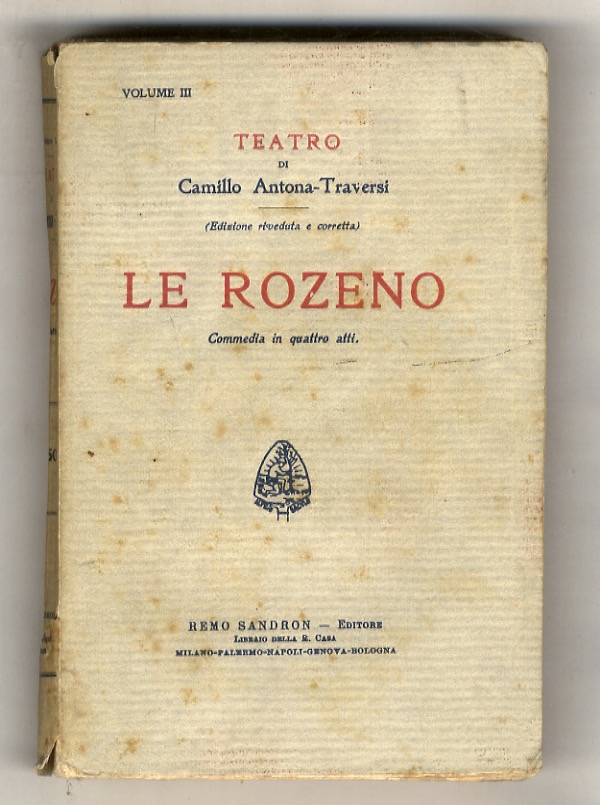 VOLUME III
TEATRO
DI
Camillo Antona-Traversi
(Edizione riveduta e corretta)
LE ROZENO
Commedia in quattro atti.
REMO SANDRON — EDITORE
LIBRAIO DELLA R. CASA
MILANO-PALERMO-NAPOLI-GENOVA-BOLOGNA